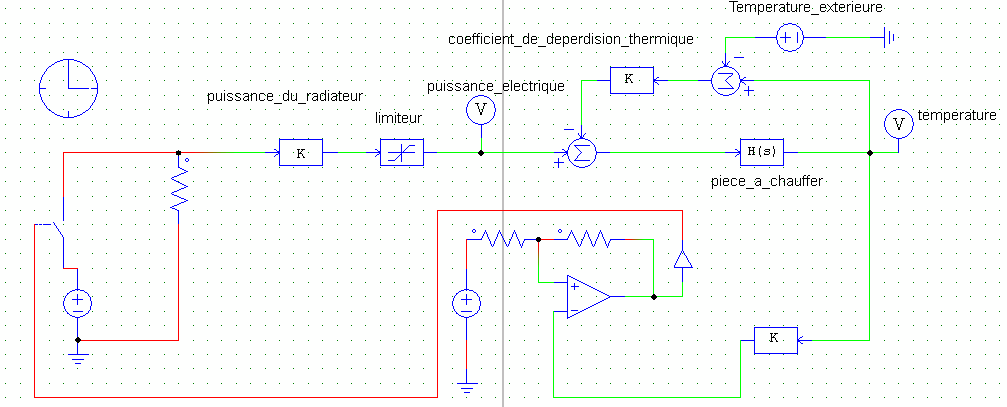 Temperature_exterieure
coefficient_de_deperdision_thermique
K
puissance_electrique
puissance_du_radiateur
V
limiteur
V
temperature
K
H(s)
piece_a_chauffer
K